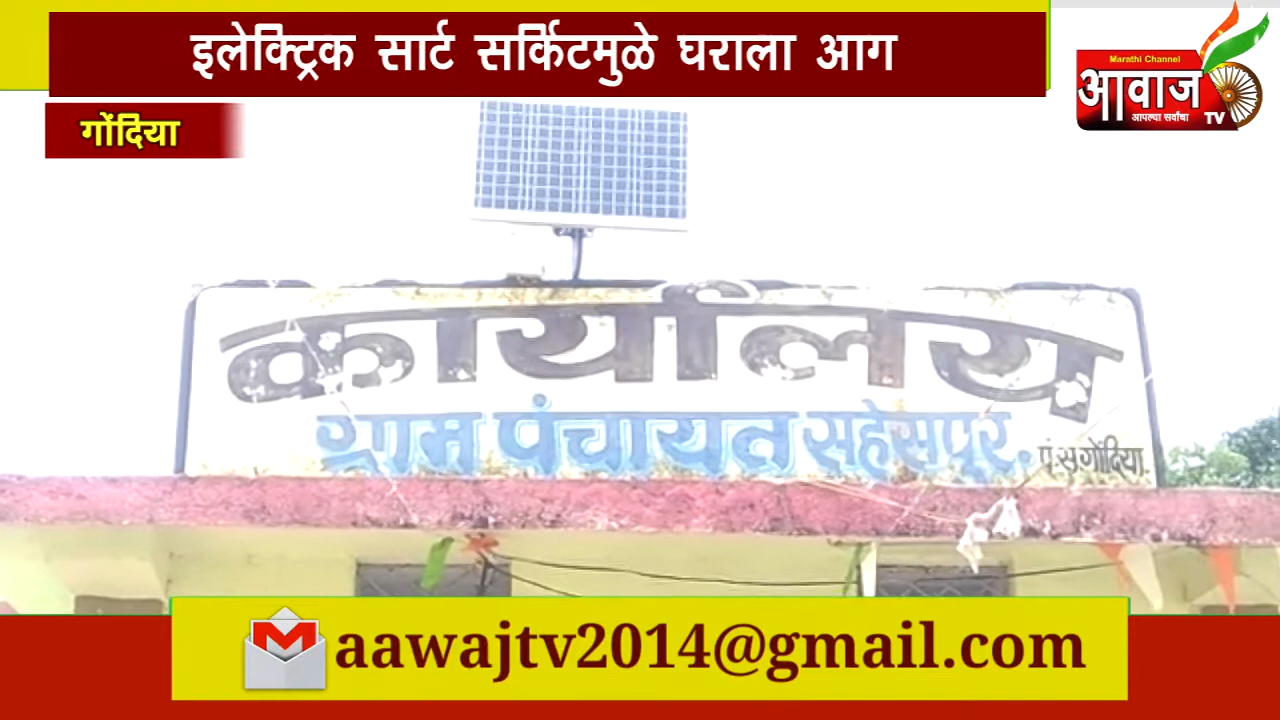 इलेक्ट्रिक सार्ट सर्किटमुळे घराला आग
Marathi Channel
आवाज
आपल्या सर्वांचा
TV
गोंदिया
कार्यालय
ग्राम पंचायत सहेसपूर. पं.स.गोंदिया.
aawajtv2014@gmail.com